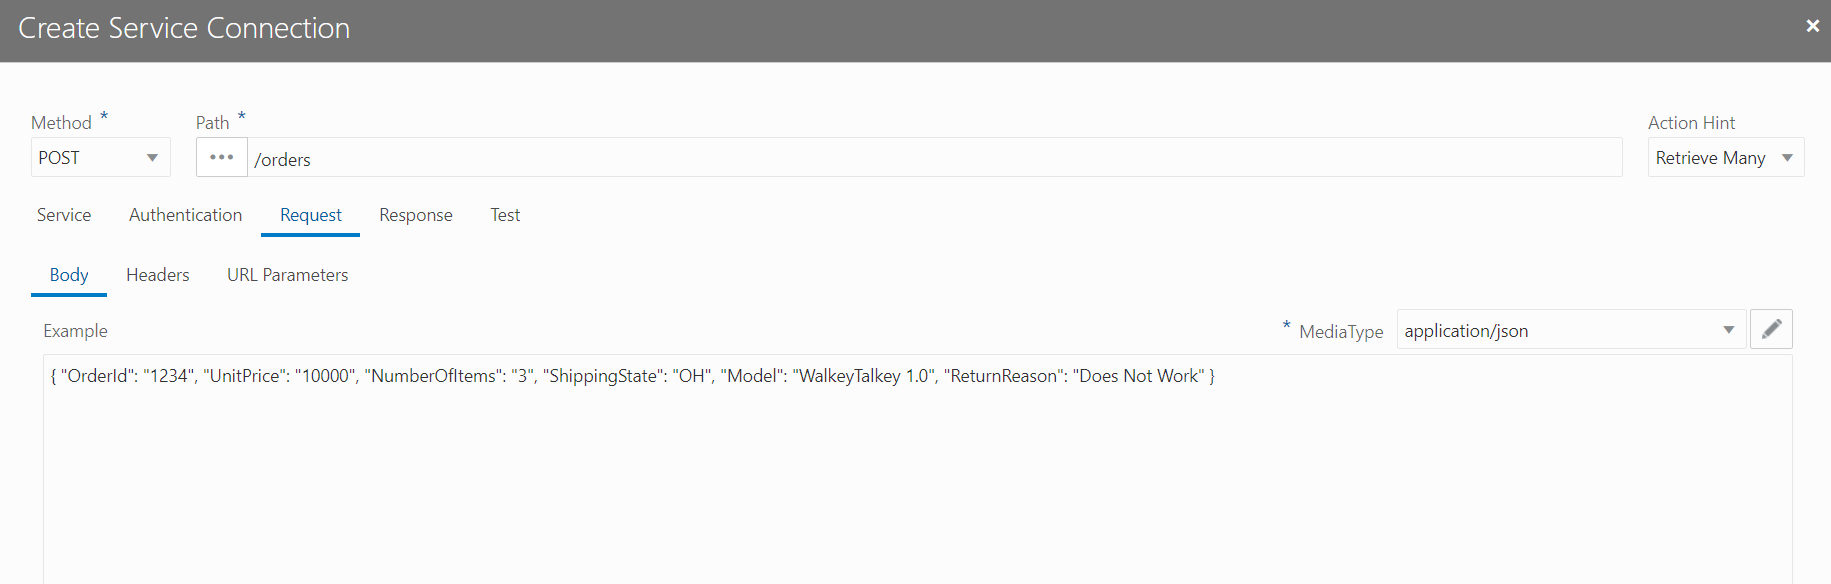 Create Service Connection ×
Method * Path * Action Hint
POST ••• /orders Retrieve Many
Service Authentication Request Response Test
Body Headers URL Parameters
Example * MediaType application/json
{ "OrderId": "1234", "UnitPrice": "10000", "NumberOfItems": "3", "ShippingState": "OH", "Model": "WalkeyTalkey 1.0", "ReturnReason": "Does Not Work" }